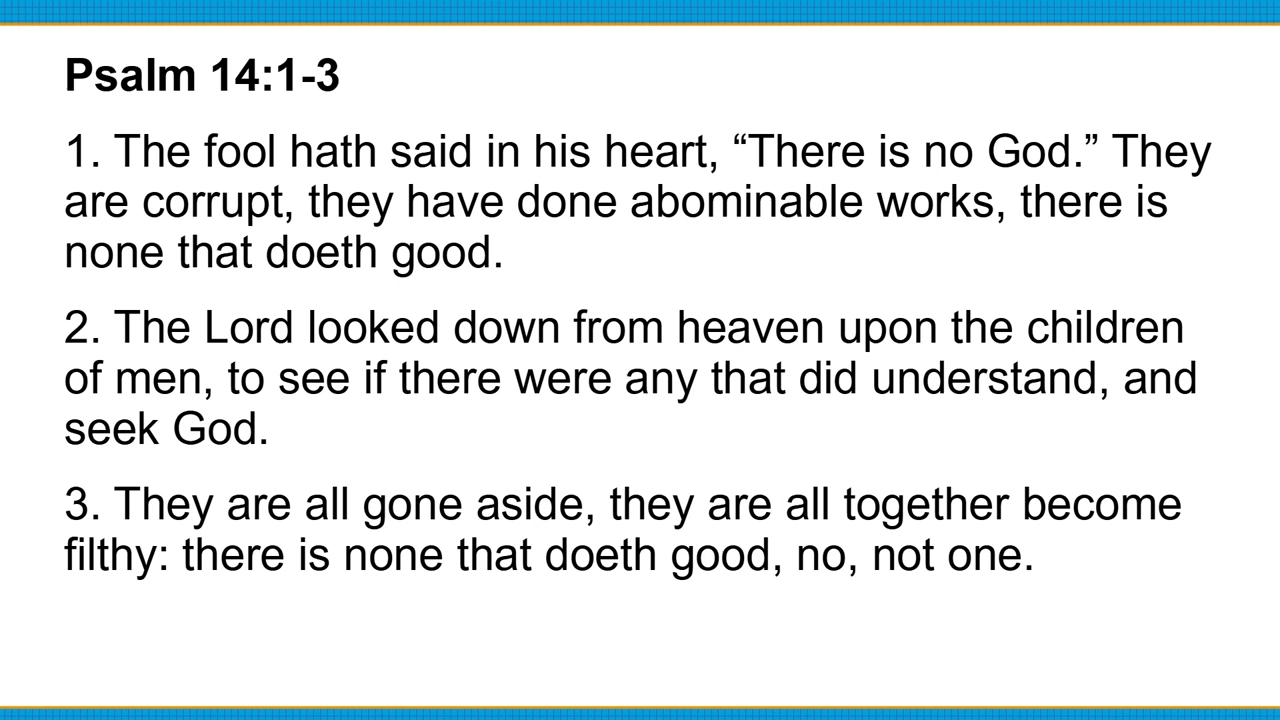 Psalm 14:1-3
1. The fool hath said in his heart, “There is no God.” They
are corrupt, they have done abominable works, there is
none that doeth good.
2. The Lord looked down from heaven upon the children
of men, to see if there were any that did understand, and
seek God.
3. They are all gone aside, they are all together become
filthy: there is none that doeth good, no, not one.